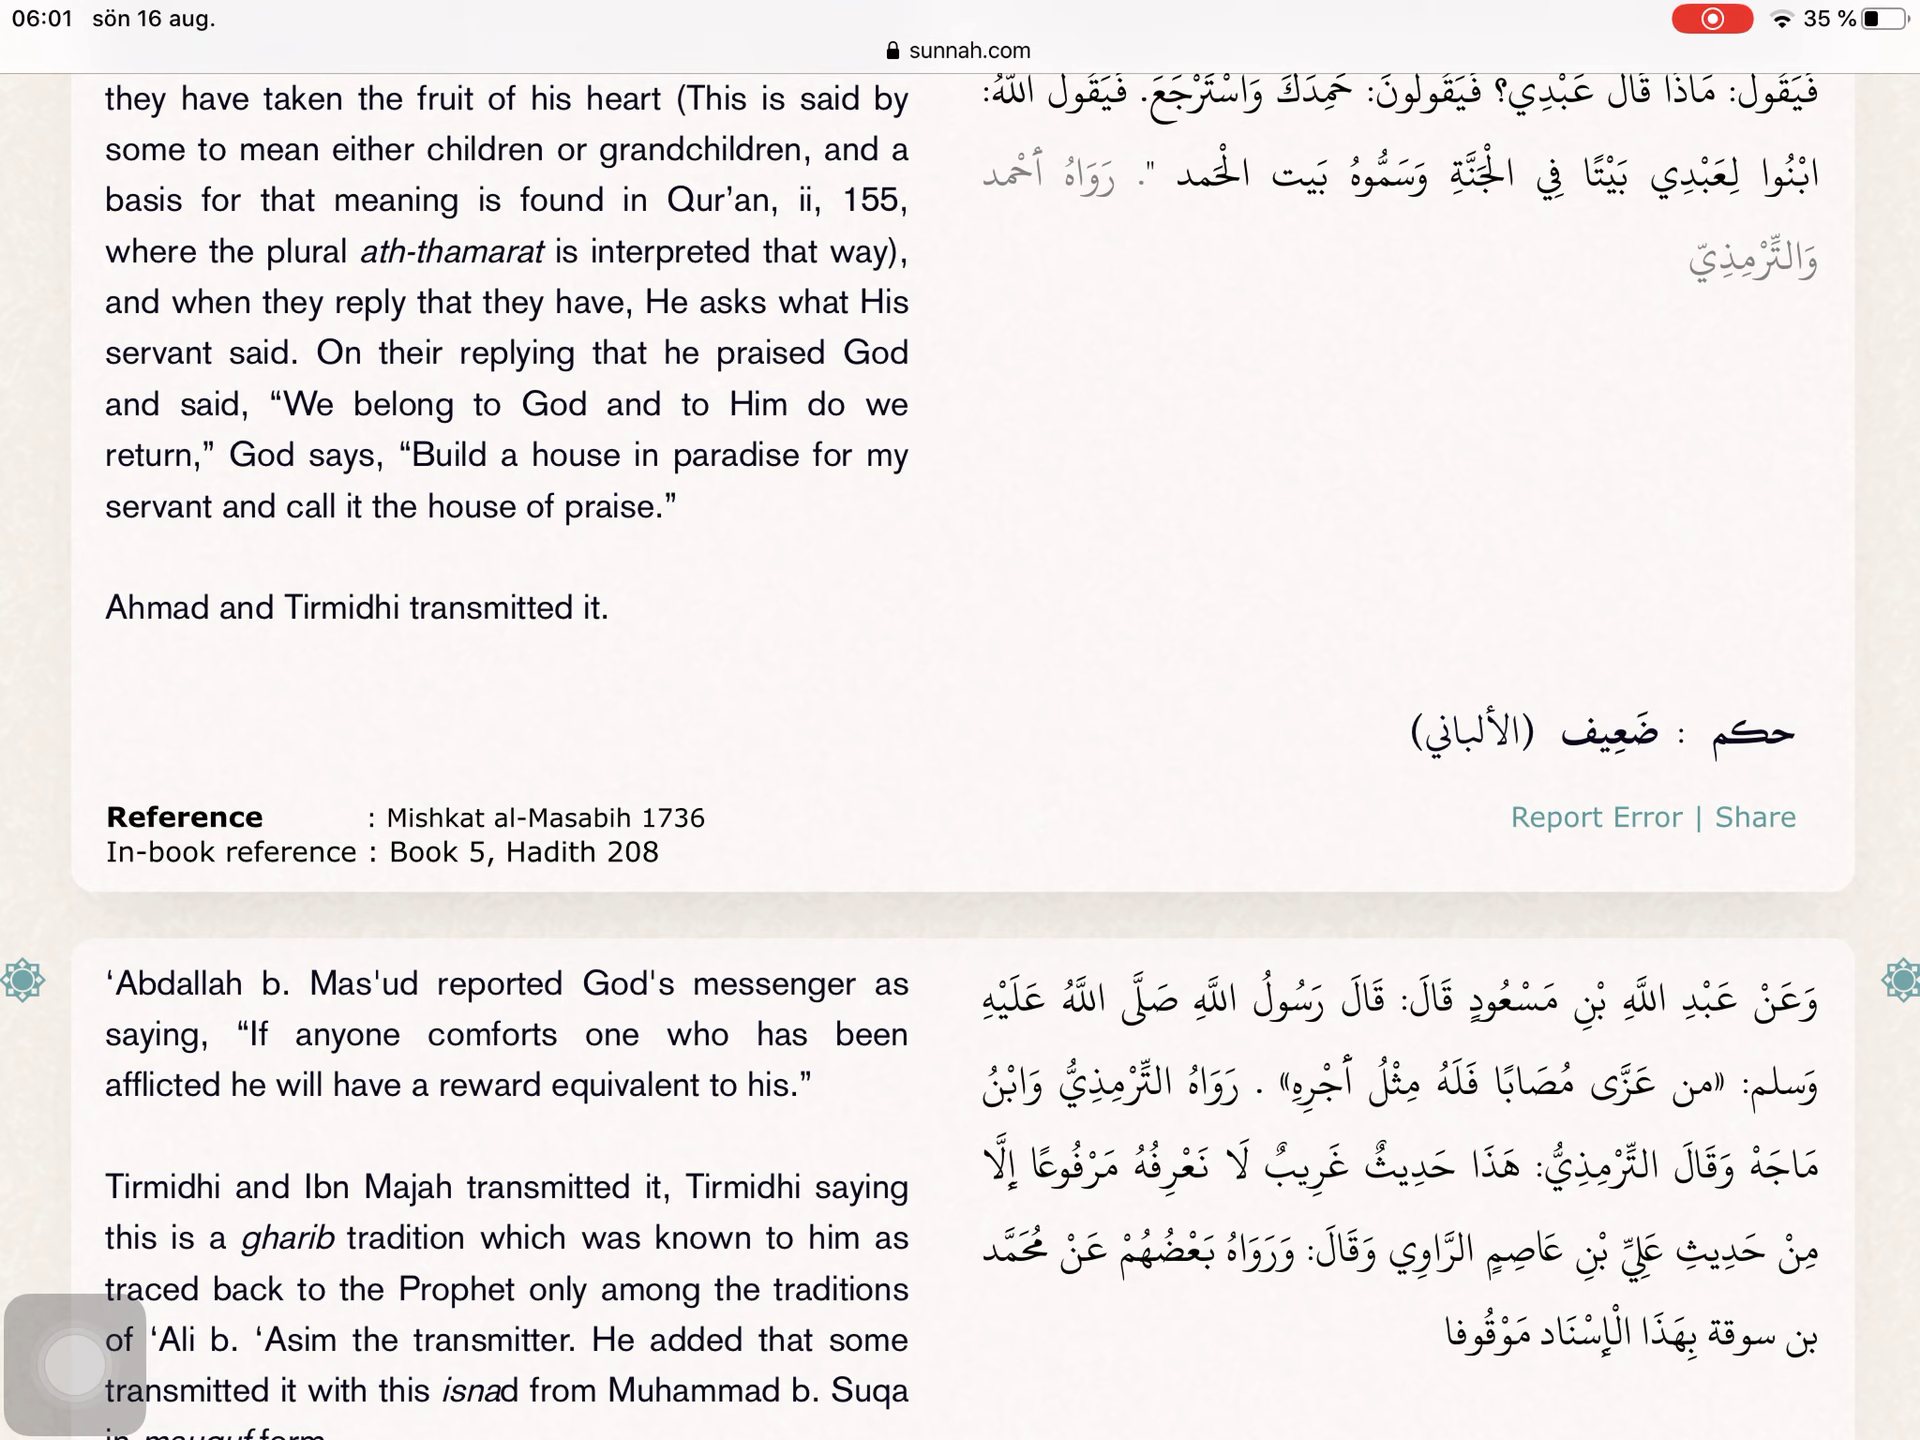 06:01 sön 16 aug.
35 %
sunnah.com
they have taken the fruit of his heart (This is said by
some to mean either children or grandchildren, and a
basis for that meaning is found in Qur’an, ii, 155,
where the plural ath-thamarat is interpreted that way),
and when they reply that they have, He asks what His
servant said. On their replying that he praised God
and said, “We belong to God and to Him do we
return,” God says, “Build a house in paradise for my
servant and call it the house of praise.”
Ahmad and Tirmidhi transmitted it.
فَيَقُولُ: مَاذَا قَالَ عَبْدِي؟ فَيَقُولُونَ: حَمِدَكَ وَاسْتَرْجَعَ. فَيَقُولُ اللَّهُ:
ابْنُوا لِعَبْدِي بَيْتًا فِي الْجَنَّةِ وَسَمُّوهُ بَيت الْحَمد ". رَوَاهُ أَحْمد
وَالتِّرْمِذِيّ
حكم : ضَعِيف (الألباني)
Reference : Mishkat al-Masabih 1736
In-book reference : Book 5, Hadith 208
Report Error | Share
‘Abdallah b. Mas'ud reported God's messenger as
saying, “If anyone comforts one who has been
afflicted he will have a reward equivalent to his.”
Tirmidhi and Ibn Majah transmitted it, Tirmidhi saying
this is a gharib tradition which was known to him as
traced back to the Prophet only among the traditions
of ‘Ali b. ‘Asim the transmitter. He added that some
transmitted it with this isnad from Muhammad b. Suqa
in mauquf form.
وَعَنْ عَبْدِ اللَّهِ بْنِ مَسْعُودٍ قَالَ: قَالَ رَسُولُ اللَّهِ صَلَّى اللَّهُ عَلَيْهِ
وَسلم: «من عَزَّى مُصَابًا فَلَهُ مِثْلُ أَجْرِهِ» . رَوَاهُ التِّرْمِذِيُّ وَابْنُ
مَاجَهْ وَقَالَ التِّرْمِذِيُّ: هَذَا حَدِيثٌ غَرِيبٌ لَا نَعْرِفُهُ مَرْفُوعًا إِلَّا
مِنْ حَدِيثِ عَلِيِّ بْنِ عَاصِمٍ الرَّاوِي وَقَالَ: وَرَوَاهُ بَعْضُهُمْ عَنْ مُحَمَّد
بن سوقة بِهَذَا الْإِسْنَاد مَوْقُوفا